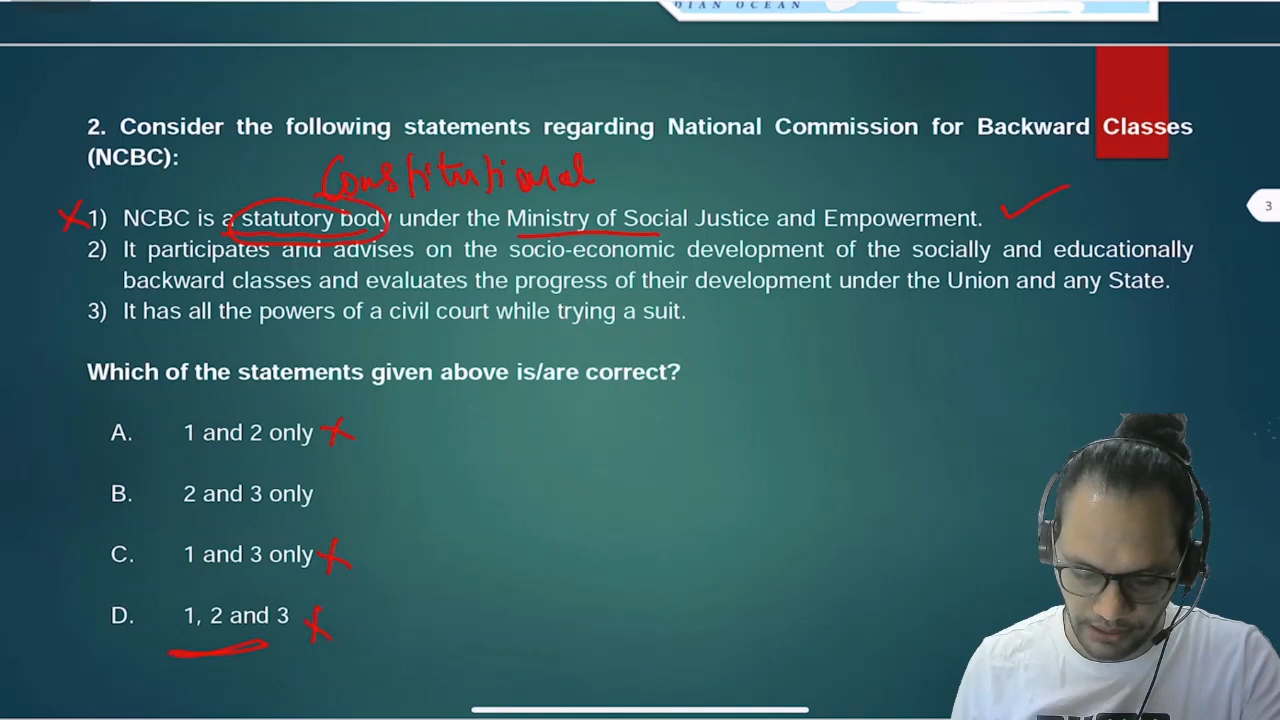 DIAN OCEAN
2. Consider the following statements regarding National Commission for Backward Classes
(NCBC):
Constitutional
1) NCBC is a statutory body under the Ministry of Social Justice and Empowerment.
3
2) It participates and advises on the socio-economic development of the socially and educationally
backward classes and evaluates the progress of their development under the Union and any State.
3) It has all the powers of a civil court while trying a suit.
Which of the statements given above is/are correct?
A. 1 and 2 only
B. 2 and 3 only
C. 1 and 3 only
D. 1, 2 and 3